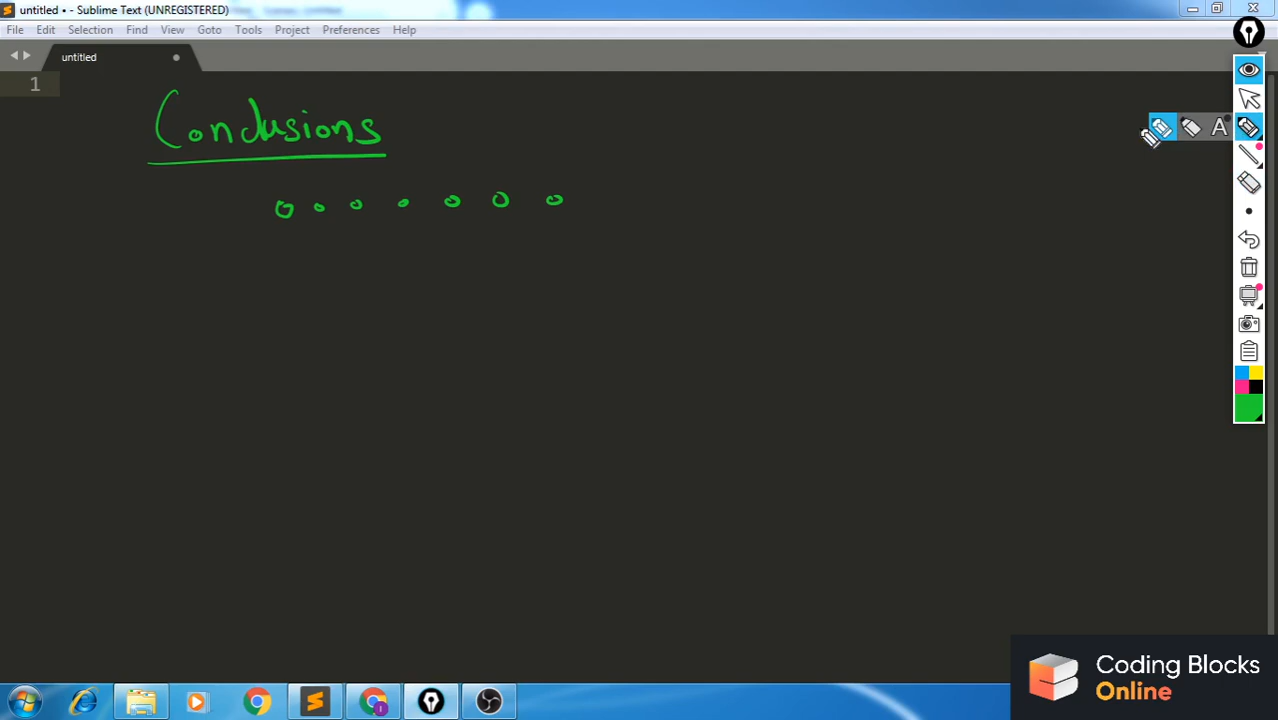 untitled • - Sublime Text (UNREGISTERED)
File Edit Selection Find View Goto Tools Project Preferences Help
untitled
A
1
Conclusions
Coding Blocks
Online